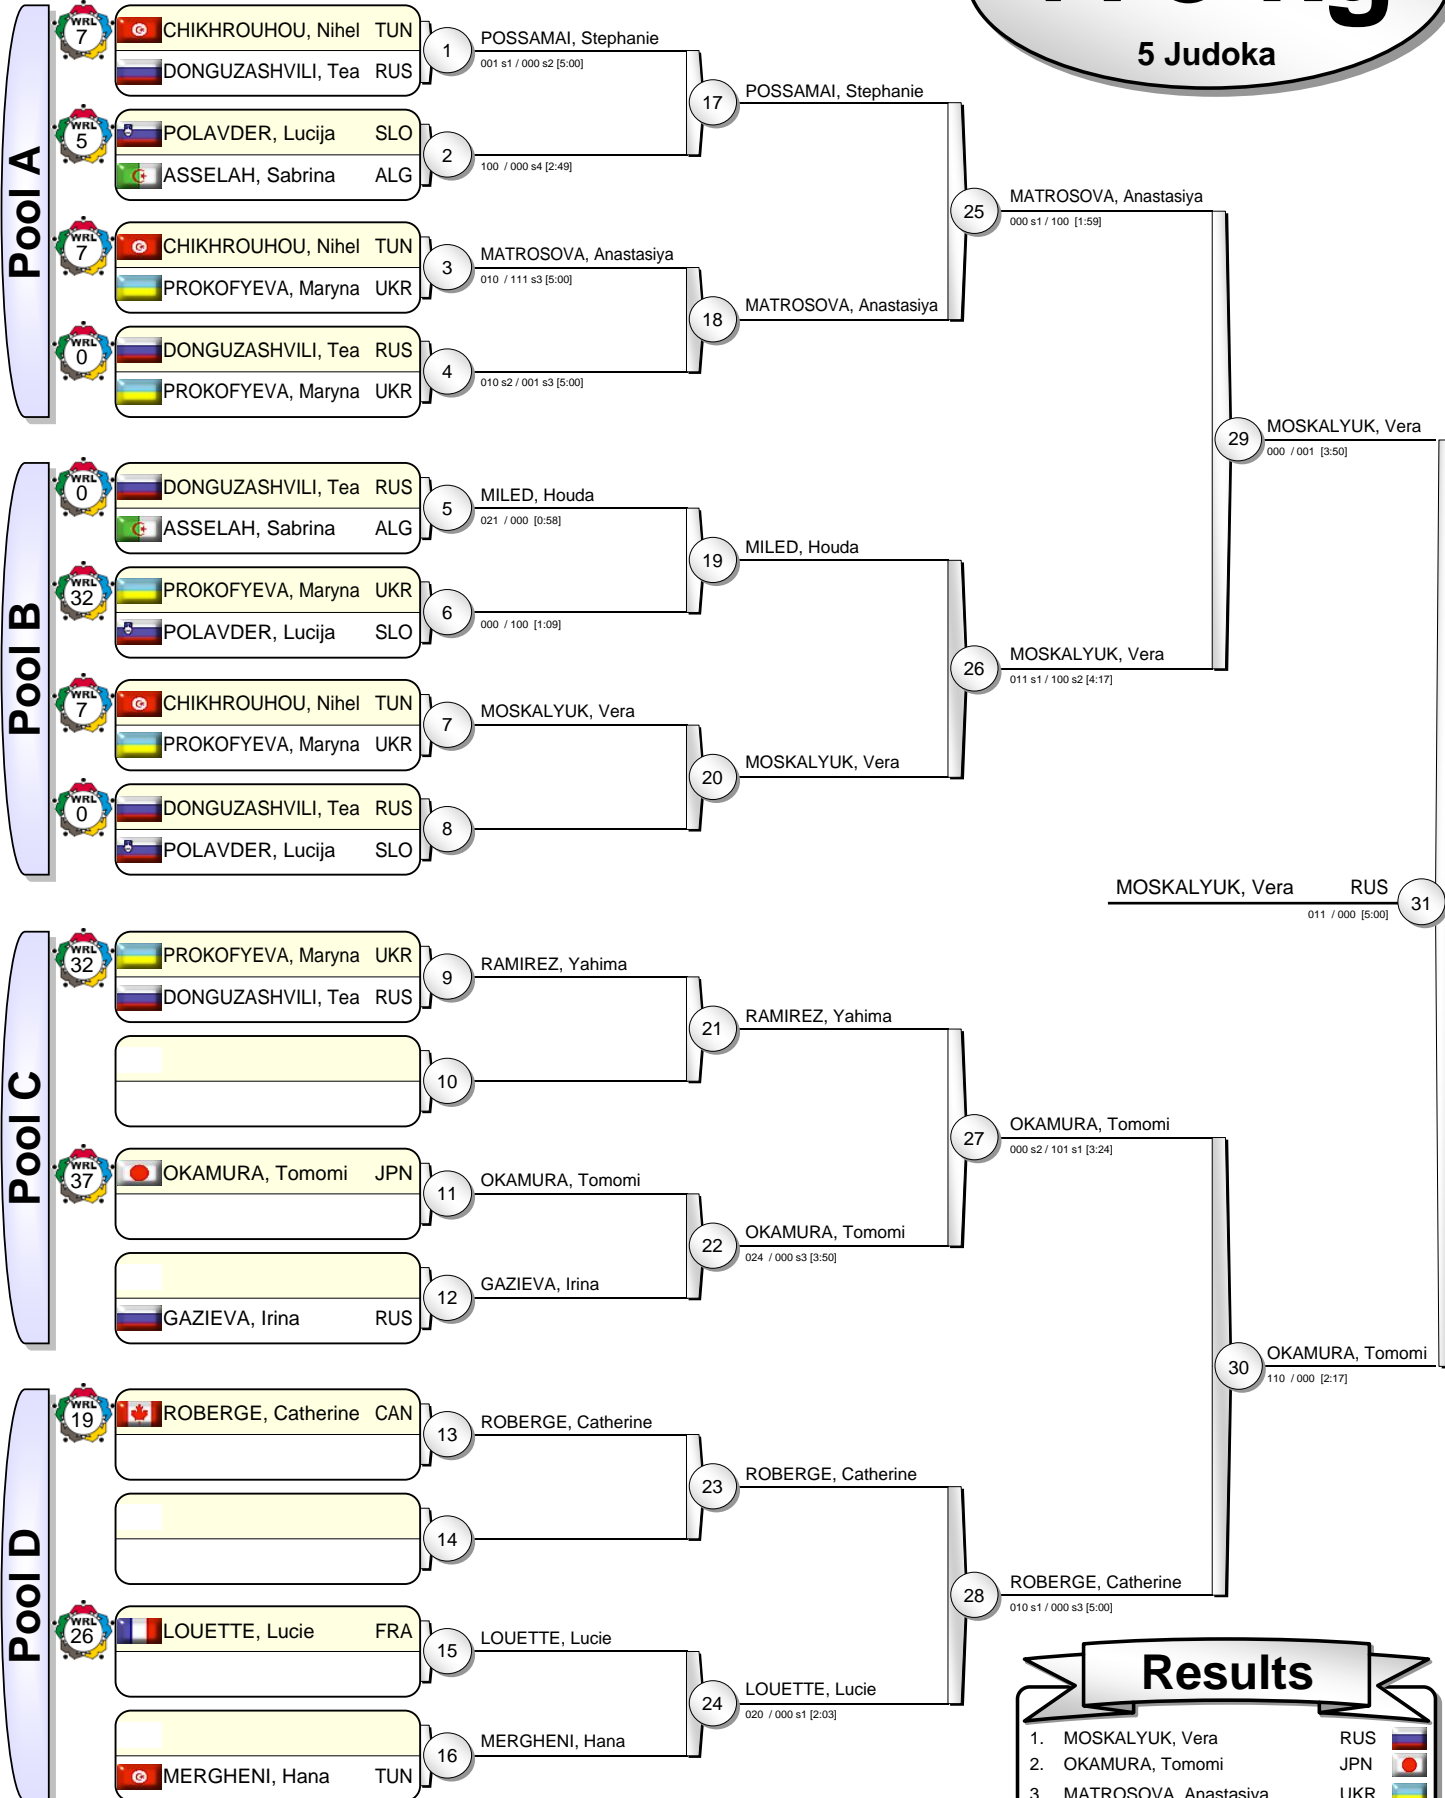 5 Judoka
Pool A
WRL 7
CHIKHROUHOU, Nihel TUN
DONGUZASHVILI, Tea RUS
1
POSSAMAI, Stephanie
001 s1 / 000 s2 [5:00]
17
POSSAMAI, Stephanie
WRL 5
POLAVDER, Lucija SLO
ASSELAH, Sabrina ALG
2
100 / 000 s4 [2:49]
25
MATROSOVA, Anastasiya
000 s1 / 100 [1:59]
WRL 7
CHIKHROUHOU, Nihel TUN
PROKOFYEVA, Maryna UKR
3
MATROSOVA, Anastasiya
010 / 111 s3 [5:00]
18
MATROSOVA, Anastasiya
WRL 0
DONGUZASHVILI, Tea RUS
PROKOFYEVA, Maryna UKR
4
010 s2 / 001 s3 [5:00]
29
MOSKALYUK, Vera
000 / 001 [3:50]
Pool B
WRL 0
DONGUZASHVILI, Tea RUS
ASSELAH, Sabrina ALG
5
MILED, Houda
021 / 000 [0:58]
19
MILED, Houda
WRL 32
PROKOFYEVA, Maryna UKR
POLAVDER, Lucija SLO
6
000 / 100 [1:09]
26
MOSKALYUK, Vera
011 s1 / 100 s2 [4:17]
WRL 7
CHIKHROUHOU, Nihel TUN
PROKOFYEVA, Maryna UKR
7
MOSKALYUK, Vera
20
MOSKALYUK, Vera
WRL 0
DONGUZASHVILI, Tea RUS
POLAVDER, Lucija SLO
8
MOSKALYUK, Vera RUS
011 / 000 [5:00]
31
Pool C
WRL 32
PROKOFYEVA, Maryna UKR
DONGUZASHVILI, Tea RUS
9
RAMIREZ, Yahima
21
RAMIREZ, Yahima
10
27
OKAMURA, Tomomi
000 s2 / 101 s1 [3:24]
WRL 37
OKAMURA, Tomomi JPN
11
OKAMURA, Tomomi
22
OKAMURA, Tomomi
024 / 000 s3 [3:50]
12
GAZIEVA, Irina
GAZIEVA, Irina RUS
30
OKAMURA, Tomomi
110 / 000 [2:17]
Pool D
WRL 19
ROBERGE, Catherine CAN
13
ROBERGE, Catherine
23
ROBERGE, Catherine
14
28
ROBERGE, Catherine
010 s1 / 000 s3 [5:00]
WRL 26
LOUETTE, Lucie FRA
15
LOUETTE, Lucie
24
LOUETTE, Lucie
020 / 000 s1 [2:03]
16
MERGHENI, Hana
MERGHENI, Hana TUN
Results
1. MOSKALYUK, Vera RUS
2. OKAMURA, Tomomi JPN
3. MATROSOVA, Anastasiya UKR